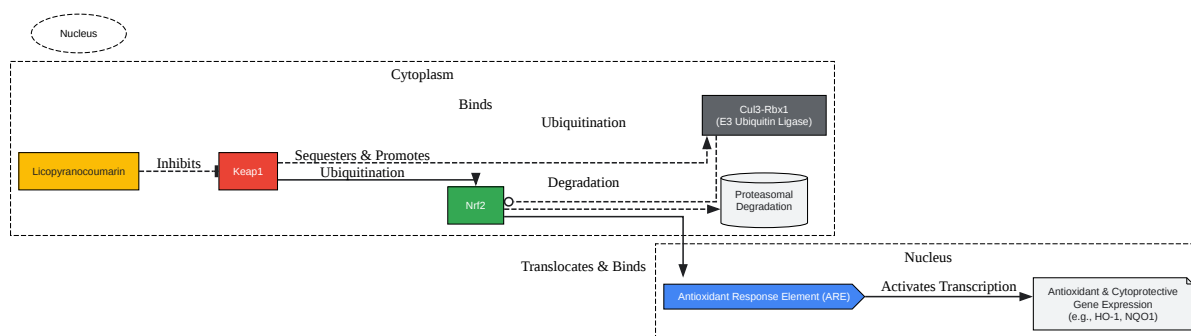 Nucleus
Cytoplasm
Binds
Cul3-Rbx1
(E3 Ubiquitin Ligase)
Ubiquitination
Licopyranocoumarin
Inhibits
Keap1
Sequesters & Promotes
Ubiquitination
Degradation
Nrf2
Proteasomal
Degradation
Translocates & Binds
Nucleus
Antioxidant Response Element (ARE)
Activates Transcription
Antioxidant & Cytoprotective
Gene Expression
(e.g., HO-1, NQO1)